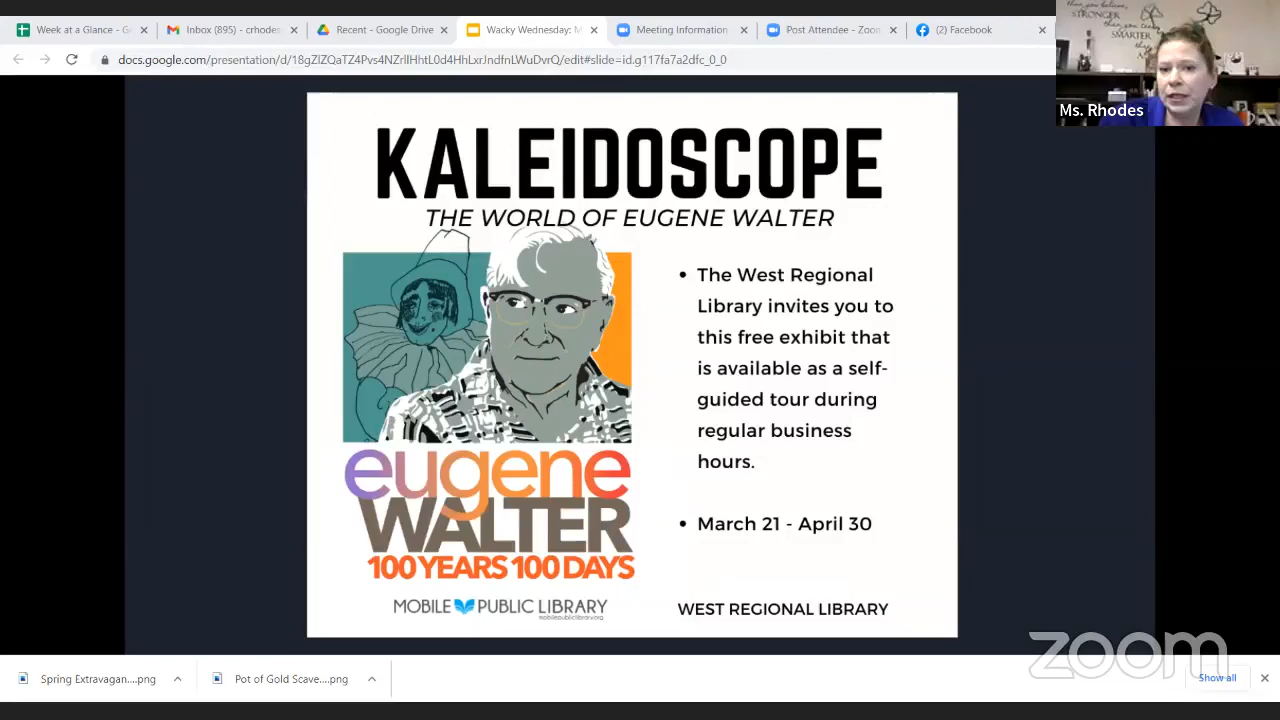 Week at a Glance - G
Inbox (895) - crhodes
Recent - Google Drive
Wacky Wednesday: M
Meeting Information
Post Attendee - Zoom
(2) Facebook
docs.google.com/presentation/d/
edit#slide=id.g117fa7a2dfc_0_0
STRONGER
SMARTER
Ms. Rhodes
KALEIDOSCOPE
THE WORLD OF EUGENE WALTER
• The West Regional
Library invites you to
this free exhibit that
is available as a self-
guided tour during
regular business
hours.
• March 21 - April 30
eugene
WALTER
100 YEARS 100 DAYS
MOBILE PUBLIC LIBRARY
mobilepubliclibrary.org
WEST REGIONAL LIBRARY
zoom
Spring Extravagan....png
Pot of Gold Scave....png
Show all